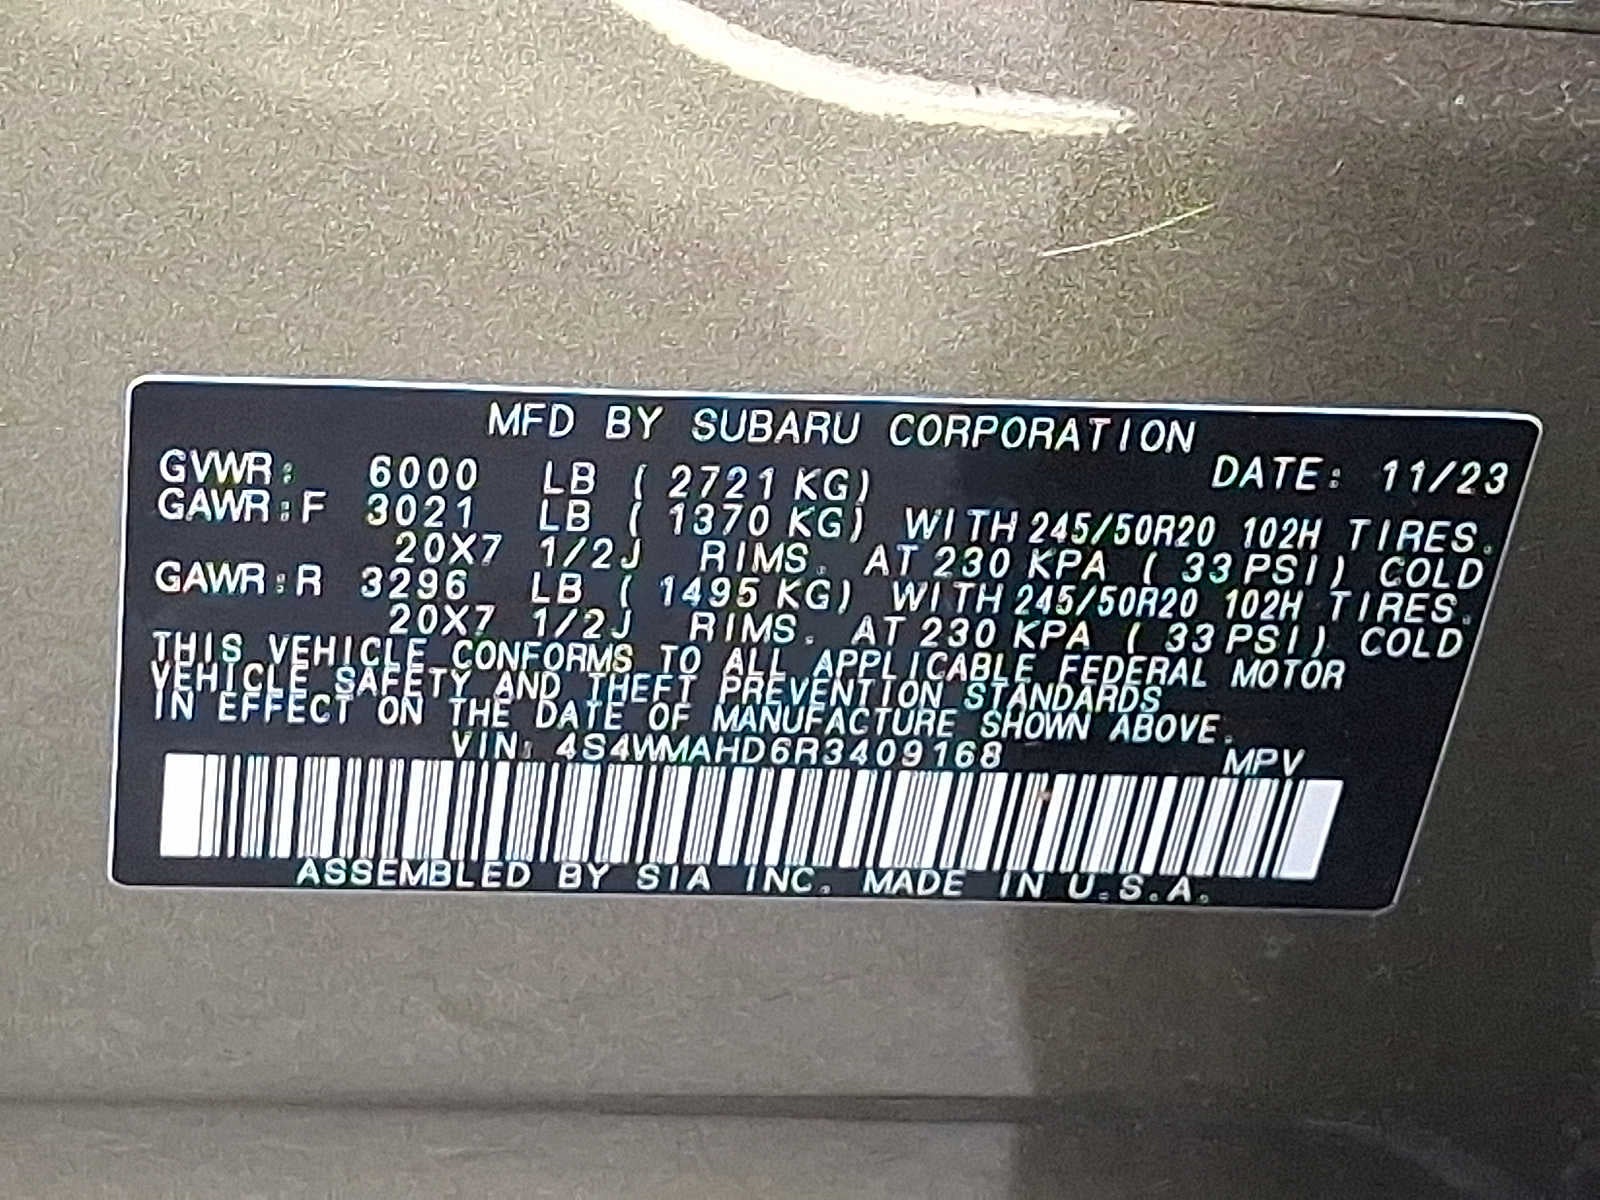 MFD BY SUBARU CORPORATION
GVWR: 6000 LB ( 2721 KG) DATE: 11/23
GAWR:F 3021 LB ( 1370 KG) WITH 245/50R20 102H TIRES.
20X7 1/2J RIMS. AT 230 KPA ( 33 PSI) COLD
GAWR:R 3296 LB ( 1495 KG) WITH 245/50R20 102H TIRES.
20X7 1/2J RIMS. AT 230 KPA ( 33 PSI) COLD
THIS VEHICLE CONFORMS TO ALL APPLICABLE FEDERAL MOTOR
VEHICLE SAFETY AND THEFT PREVENTION STANDARDS
IN EFFECT ON THE DATE OF MANUFACTURE SHOWN ABOVE.
VIN: 4S4WMAHD6R3409168 MPV
ASSEMBLED BY SIA INC. MADE IN U.S.A.